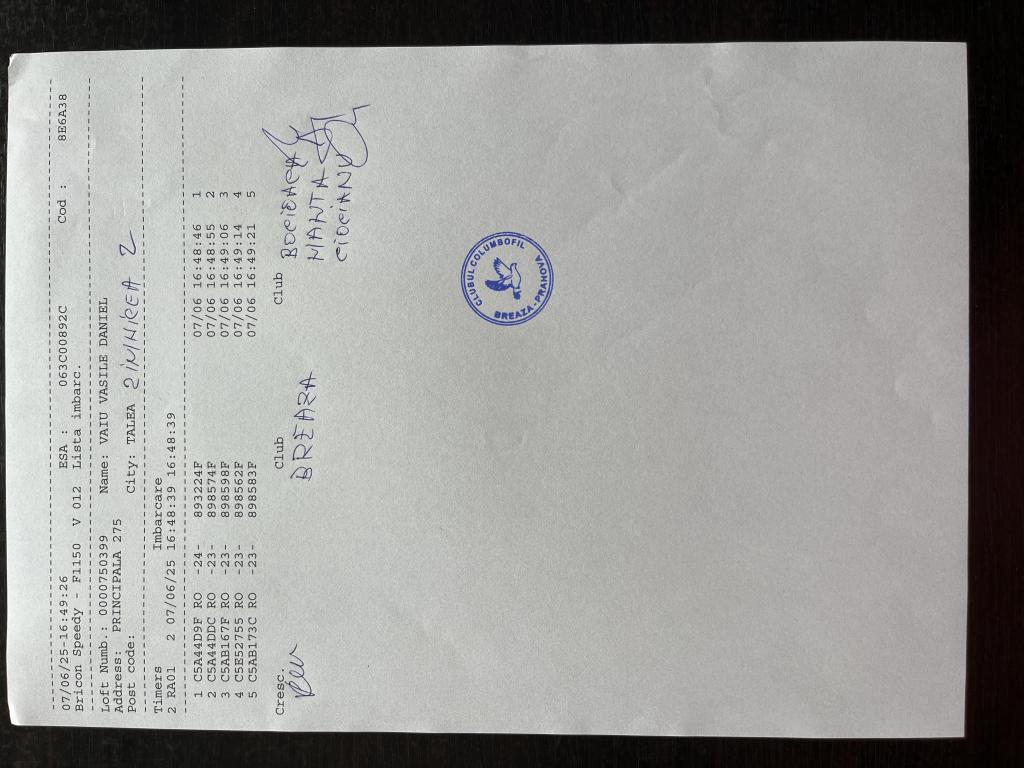 07/06/25-16:49:26 ESA : 063C00892C Cod : 8E6A38
Bricon Speedy - F1150 V 012 Lista imbarc.
Loft Numb.: 0000750399 Name: VAIU VASILE DANIEL
Address: PRINCIPALA 275 City: TALEA ZIMNICEA 2
Post code:
Timers Imbarcare
2 RA01 2 07/06/25 16:48:39 16:48:39
1 C5A44D9F RO -24- 893224F 07/06 16:48:46 1
2 C5A44DDC RO -23- 898574F 07/06 16:48:55 2
3 C5AB167F RO -23- 898598F 07/06 16:49:06 3
4 C5E52755 RO -23- 898562F 07/06 16:49:14 4
5 C5AB173C RO -23- 898583F 07/06 16:49:21 5
Cresc. Club Club
BREAZA
MANTA
CIOCIANU
CLUBUL COLUMBOFIL
BREAZA-PRAHOVA